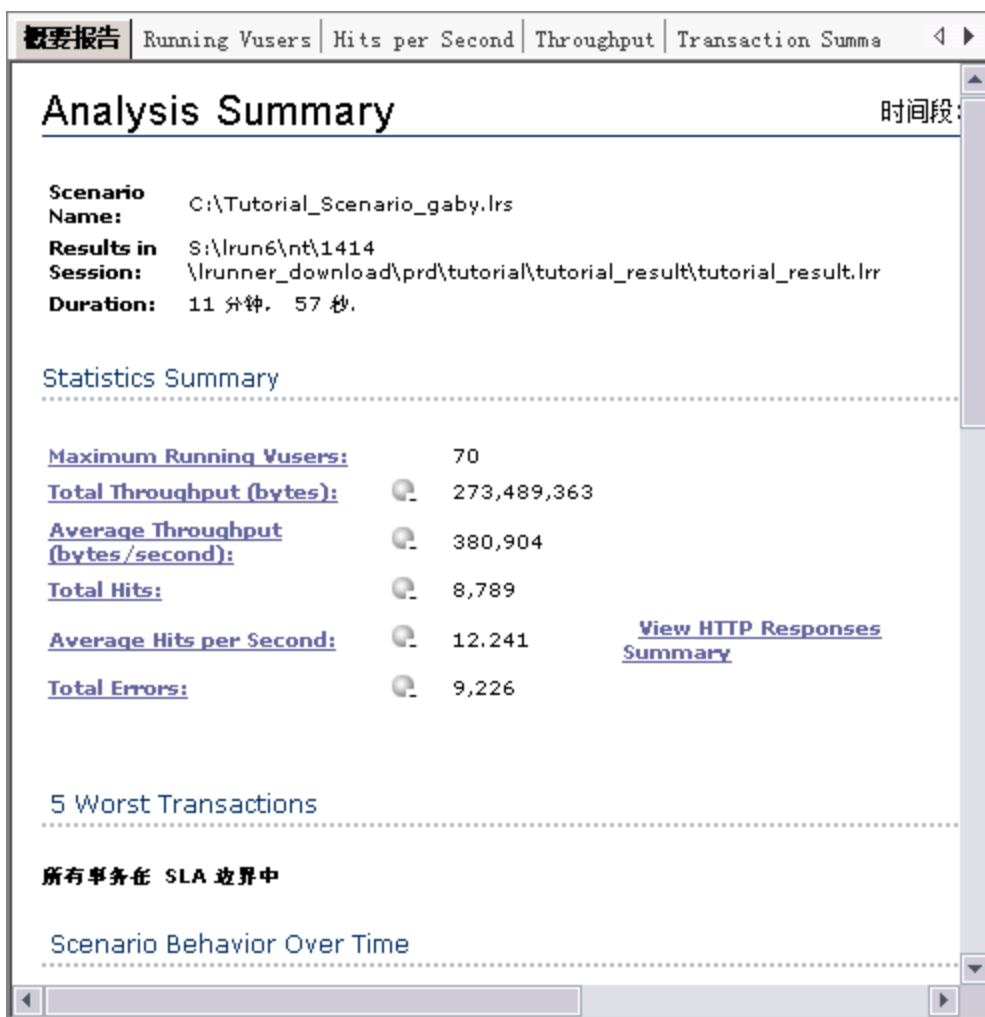 概要报告 Running Vusers Hits per Second Throughput Transaction Summa
Analysis Summary 时间段:
Scenario Name: C:\Tutorial_Scenario_gaby.lrs
Results in Session: S:\lrun6\nt\1414
\lrunner_download\prd\tutorial\tutorial_result\tutorial_result.lrr
Duration: 11 分钟, 57 秒.
Statistics Summary
Maximum Running Vusers: 70
Total Throughput (bytes): 273,489,363
Average Throughput (bytes/second): 380,904
Total Hits: 8,789
Average Hits per Second: 12.241 View HTTP Responses Summary
Total Errors: 9,226
5 Worst Transactions
所有事务在 SLA 边界中
Scenario Behavior Over Time